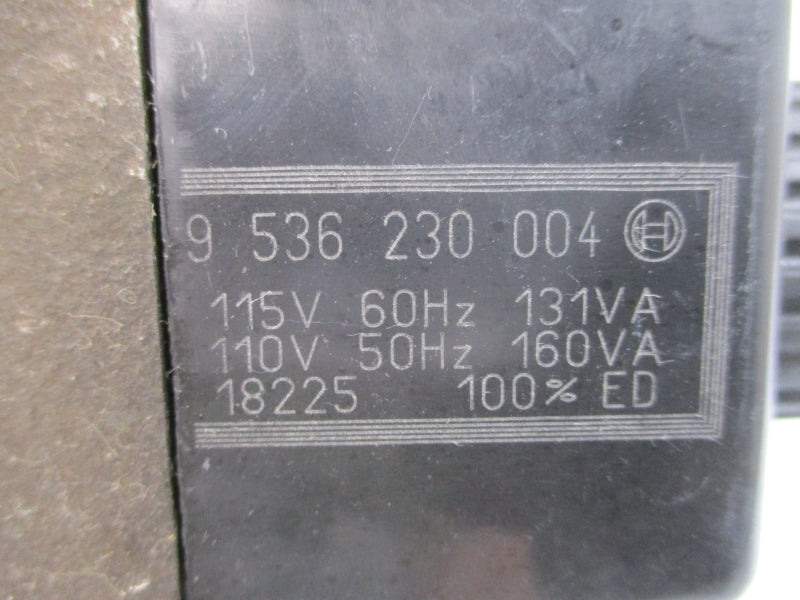 9 536 230 004
115V 60Hz 131VA
110V 50Hz 160VA
18225 100% ED